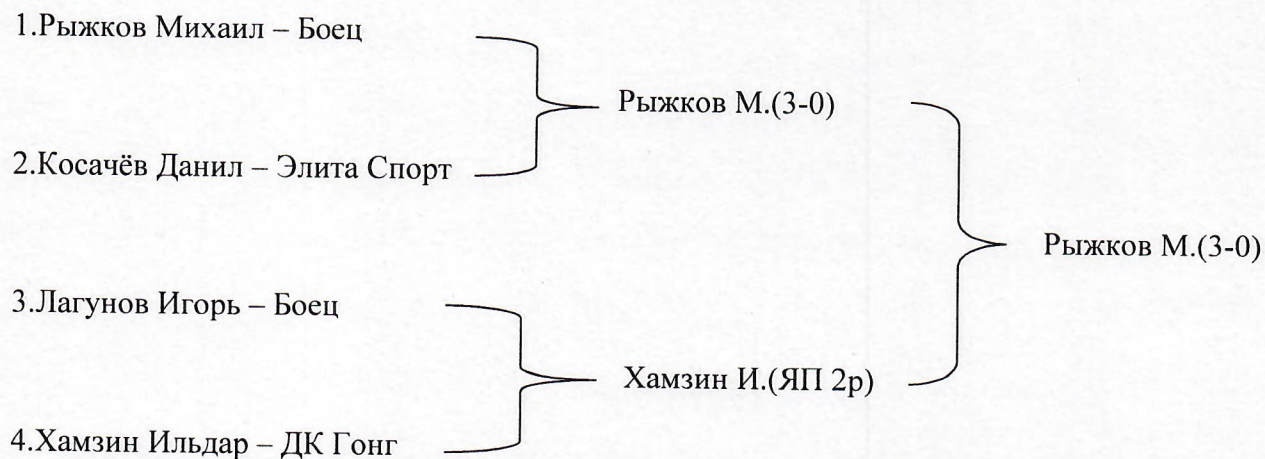 1.Рыжков Михаил – Боец
Рыжков М.(3-0)
2.Косачёв Данил – Элита Спорт
Рыжков М.(3-0)
3.Лагунов Игорь – Боец
Хамзин И.(ЯП 2р)
4.Хамзин Ильдар – ДК Гонг